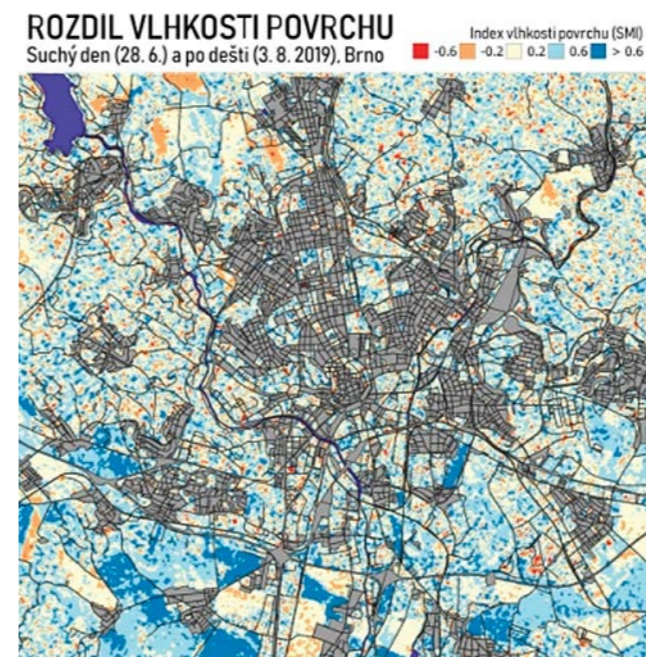 ROZDIL VLHKOSTI POVRCHU
Suchý den (28. 6.) a po dešti (3. 8. 2019), Brno
Index vlhkosti povrchu (SMI)
-0.6 -0.2 0.2 0.6 > 0.6